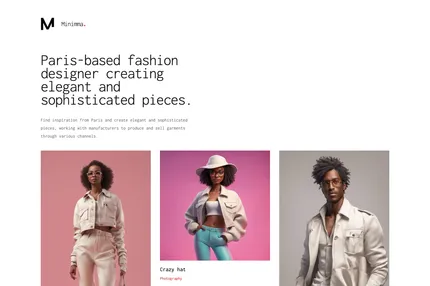 M Minimma.
Paris-based fashion
designer creating
elegant and
sophisticated pieces.
Find inspiration from Paris and create elegant and sophisticated
pieces, working with manufacturers to produce and sell garments
through various channels
Crazy hat
Photography